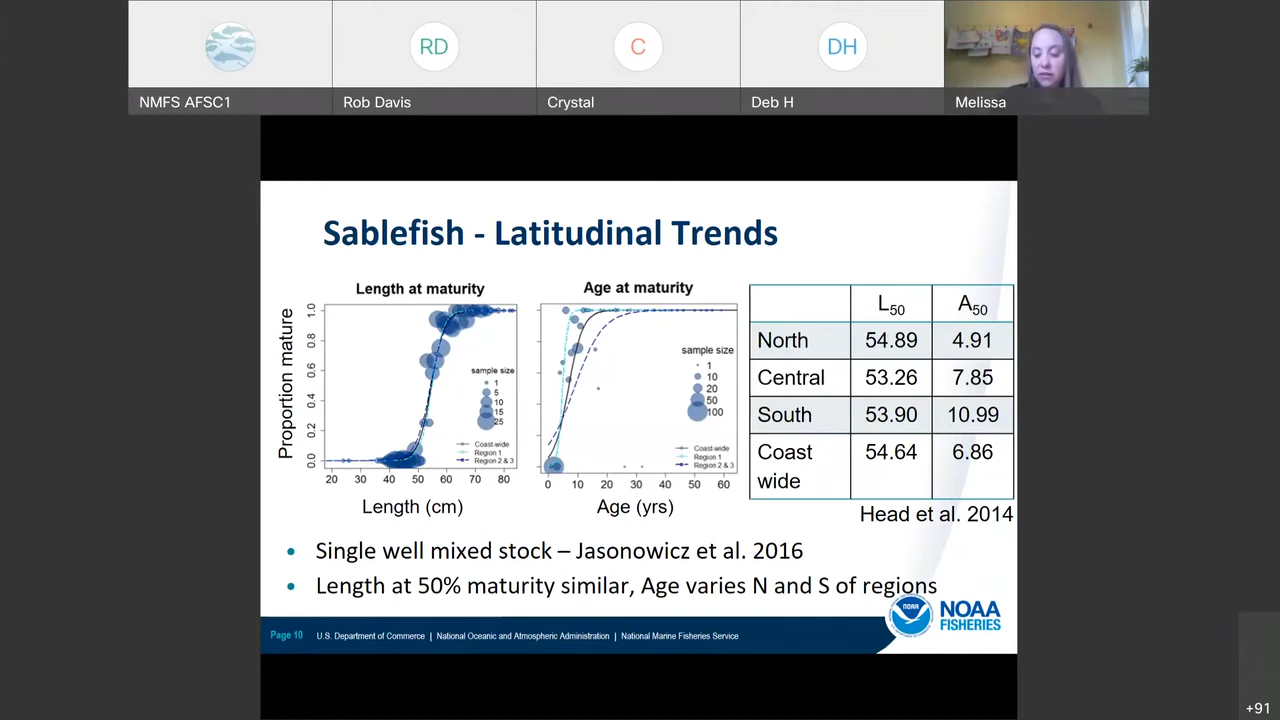 RD
C
DH
NMFS AFSC1
Rob Davis
Crystal
Deb H
Melissa
Sablefish - Latitudinal Trends
Length at maturity
Proportion mature
1.0
0.8
0.6
0.4
0.2
0.0
sample size
1
5
10
15
25
Coast-wide
Region 1
Region 2 & 3
20 30 40 50 60 70 80
Length (cm)
Age at maturity
sample size
1
10
20
50
100
Coast-wide
Region 1
Region 2 & 3
0 10 20 30 40 50 60
Age (yrs)
L50 A50
North 54.89 4.91
Central 53.26 7.85
South 53.90 10.99
Coast 54.64 6.86
wide
Head et al. 2014
• Single well mixed stock – Jasonowicz et al. 2016
• Length at 50% maturity similar, Age varies N and S of regions
NOAA
NOAA
FISHERIES
Page 10 U.S. Department of Commerce | National Oceanic and Atmospheric Administration | National Marine Fisheries Service
+91